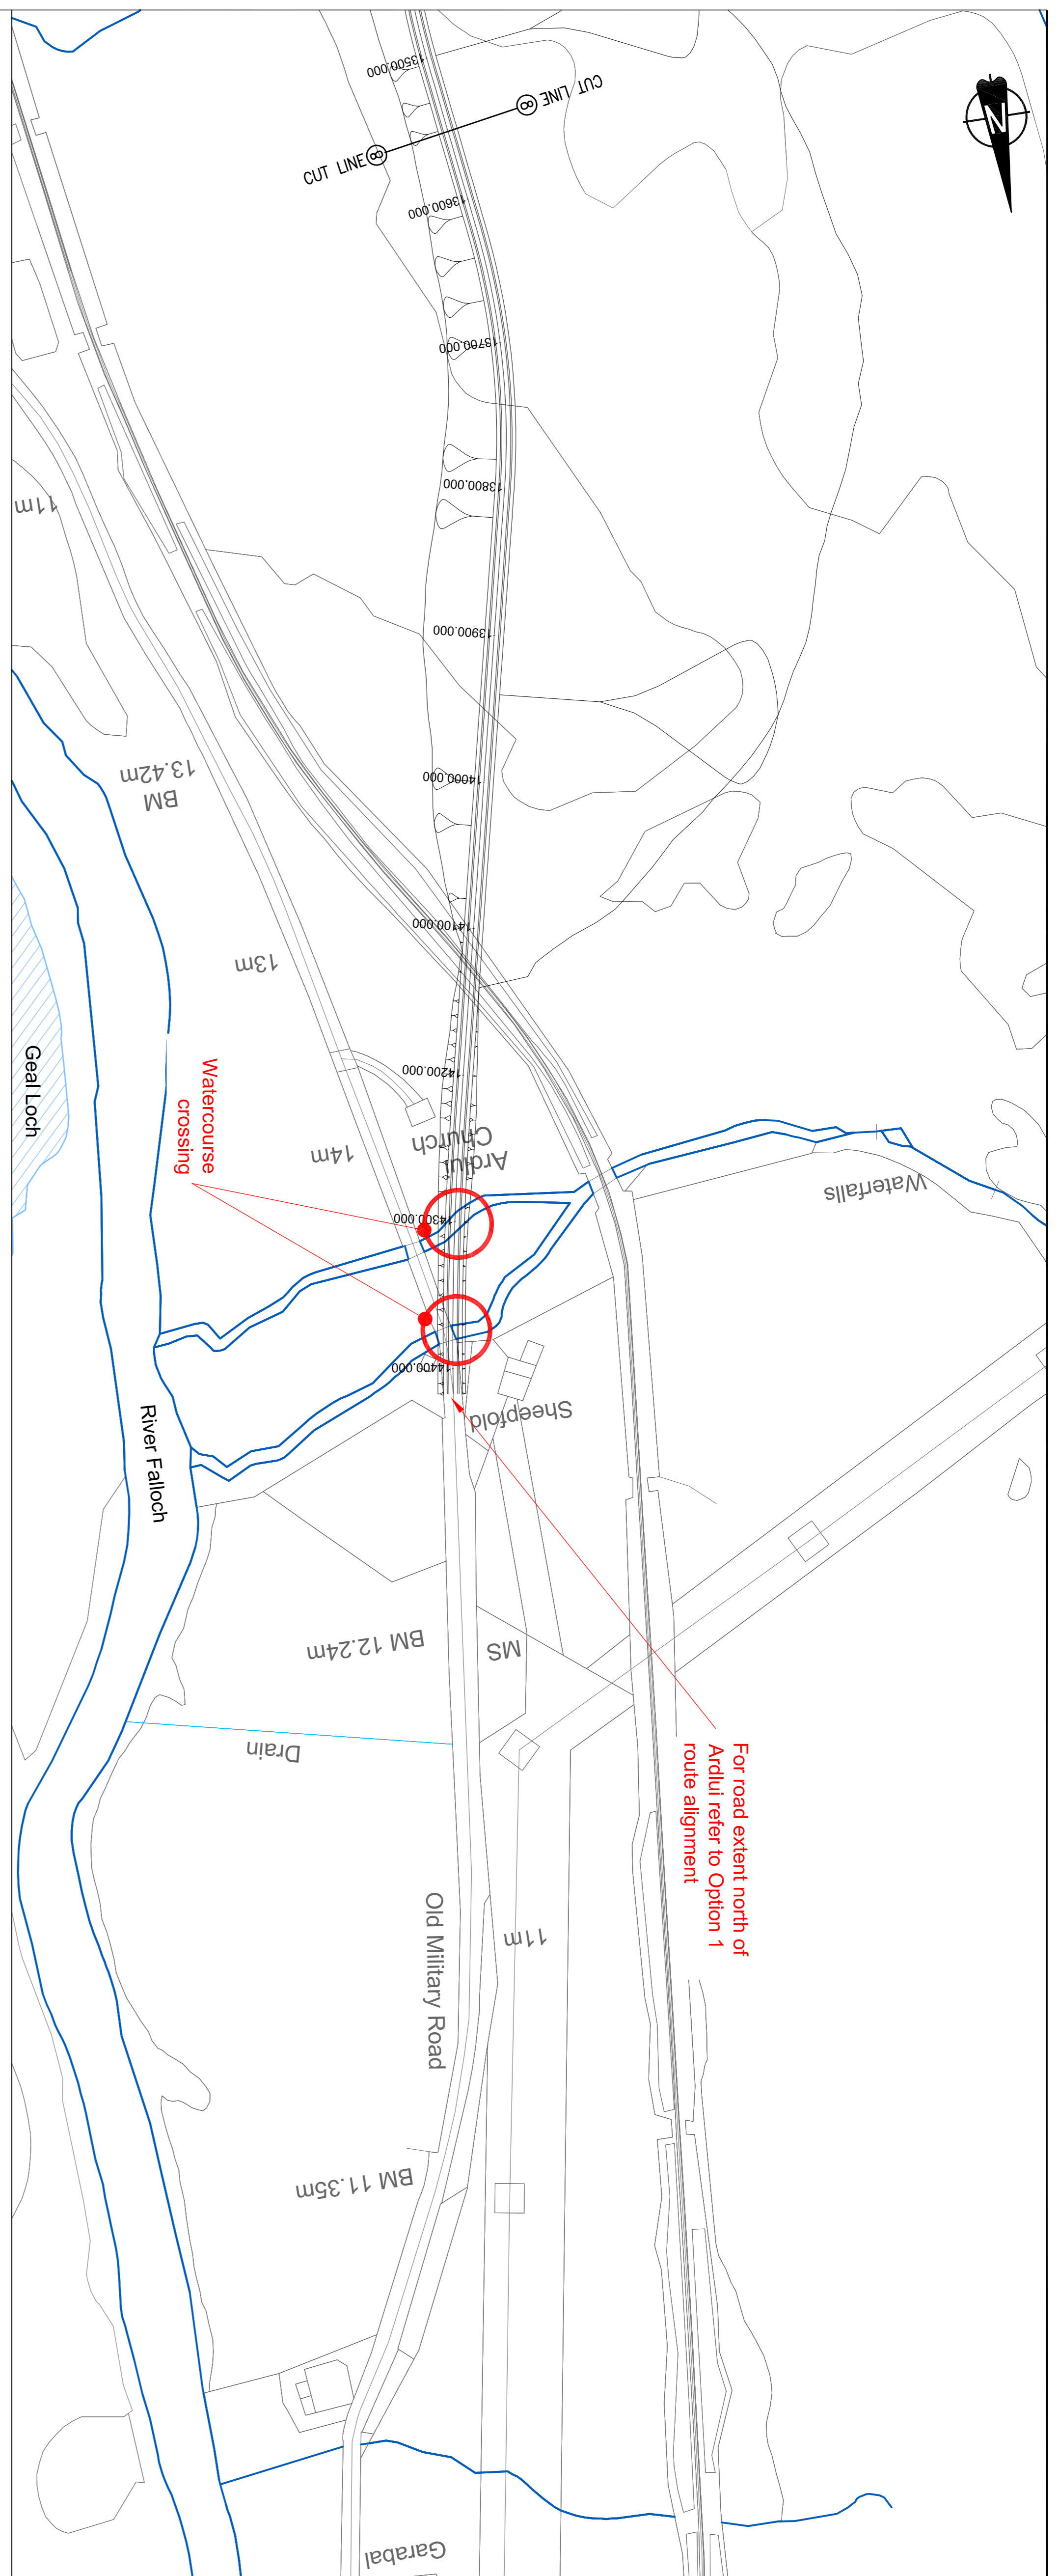 13500.000
CUT LINE 8
CUT LINE 8
N
13600.000
13700.000
13800.000
11m
13900.000
14000.000
BM
13.42m
14100.000
13m
14200.000
Geal Loch
Watercourse
crossing
14m
Ardlui
Church
Waterfalls
14300.000
14400.000
Sheepfold
River Falloch
BM 12.24m
MS
Drain
For road extent north of
Ardlui refer to Option 1
route alignment
Old Military Road
11m
BM 11.35m
Garabal